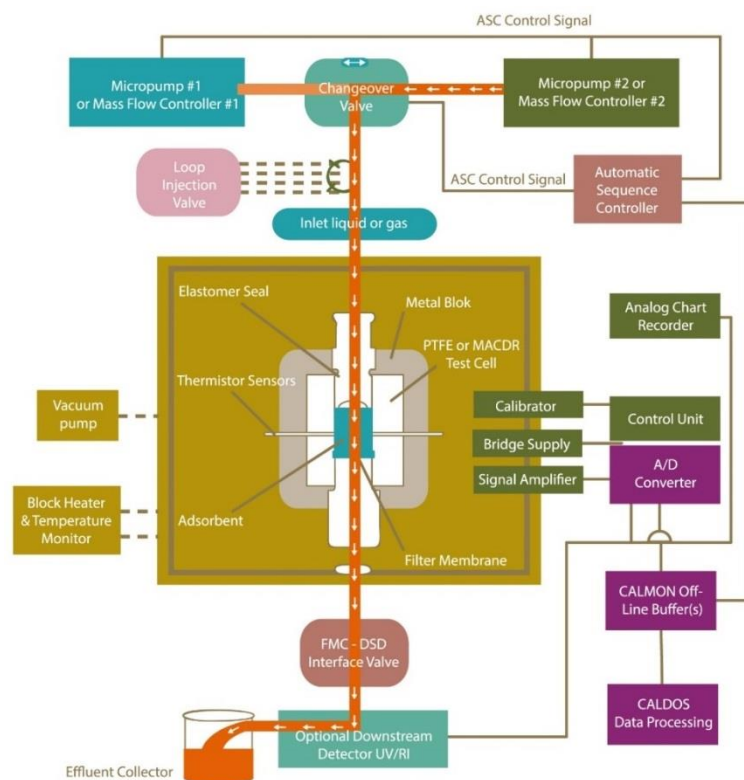 ASC Control Signal
Micropump #1
or Mass Flow Controller #1
Changeover
Valve
Micropump #2 or
Mass Flow Controller #2
Loop
Injection
Valve
ASC Control Signal
Automatic
Sequence
Controller
Inlet liquid or gas
Elastomer Seal
Metal Blok
PTFE or MACDR
Test Cell
Thermistor Sensors
Analog Chart
Recorder
Vacuum
pump
Calibrator
Control Unit
Bridge Supply
Signal Amplifier
A/D
Converter
Block Heater
& Temperature
Monitor
Adsorbent
Filter Membrane
CALMON Off-
Line Buffer(s)
FMC - DSD
Interface Valve
CALDOS
Data Processing
Optional Downstream
Detector UV/RI
Effluent Collector